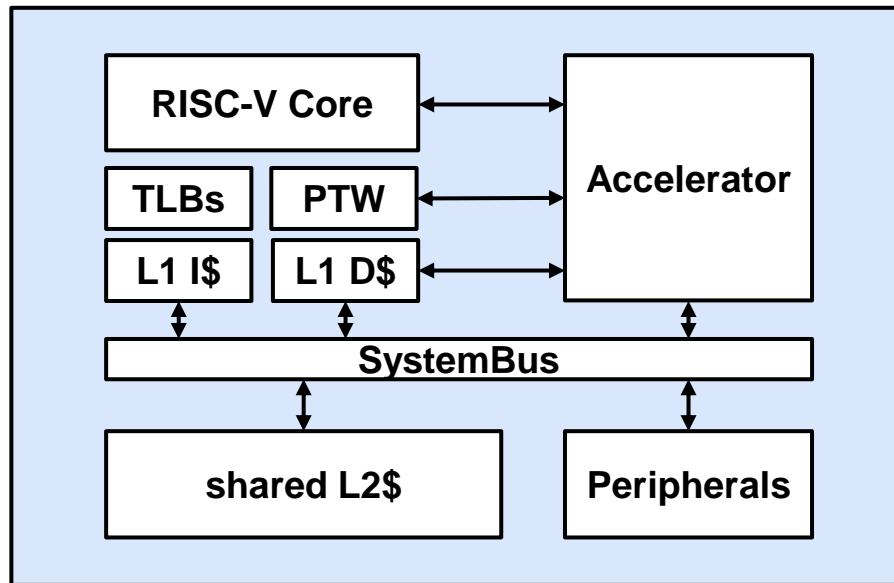 RISC-V Core
Accelerator
TLBs
PTW
L1 I$
L1 D$
SystemBus
shared L2$
Peripherals